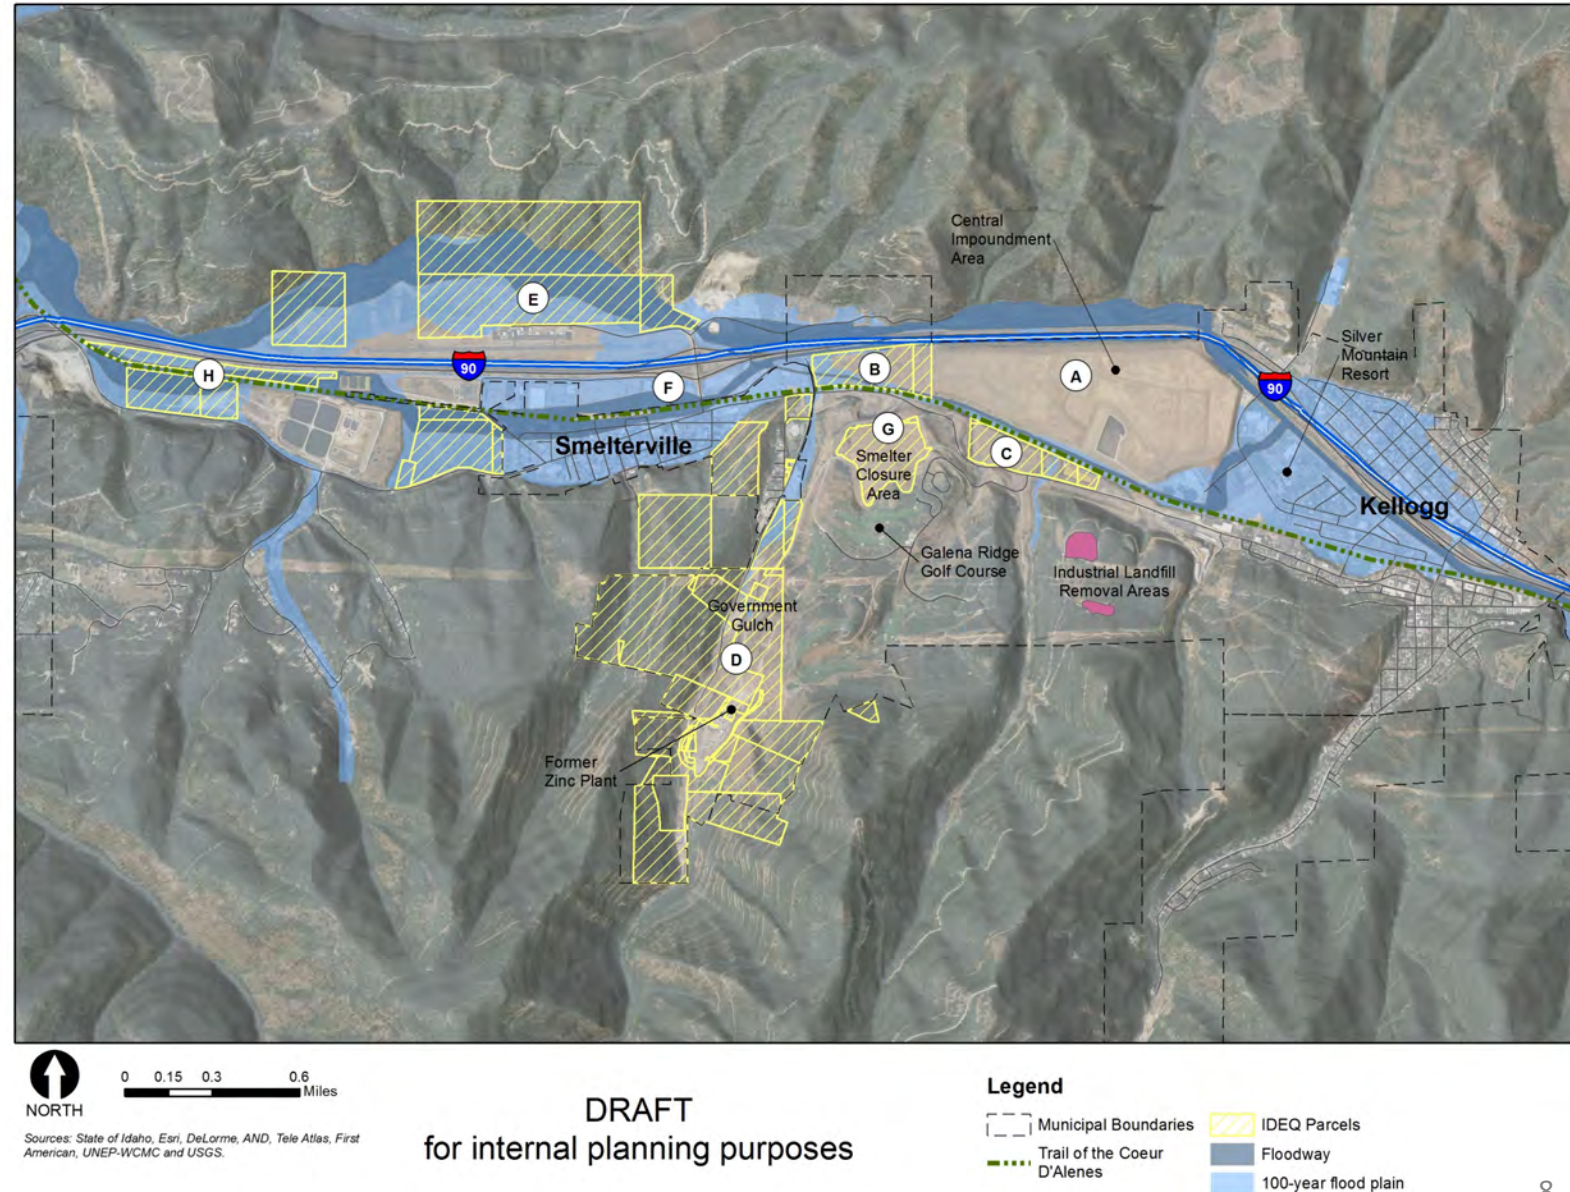 Central
Impoundment
Area
Silver
Mountain
Resort
E
90
H
F
B
A
90
G
Smelterville
Smelter
Closure
Area
C
Kellogg
Galena Ridge
Golf Course
Industrial Landfill
Removal Areas
Government
Gulch
D
Former
Zinc Plant
NORTH
0 0.15 0.3 0.6
Miles
Sources: State of Idaho, Esri, DeLorme, AND, Tele Atlas, First
American, UNEP-WCMC and USGS.
DRAFT
for internal planning purposes
Legend
Municipal Boundaries
Trail of the Coeur
D'Alenes
IDEQ Parcels
Floodway
100-year flood plain